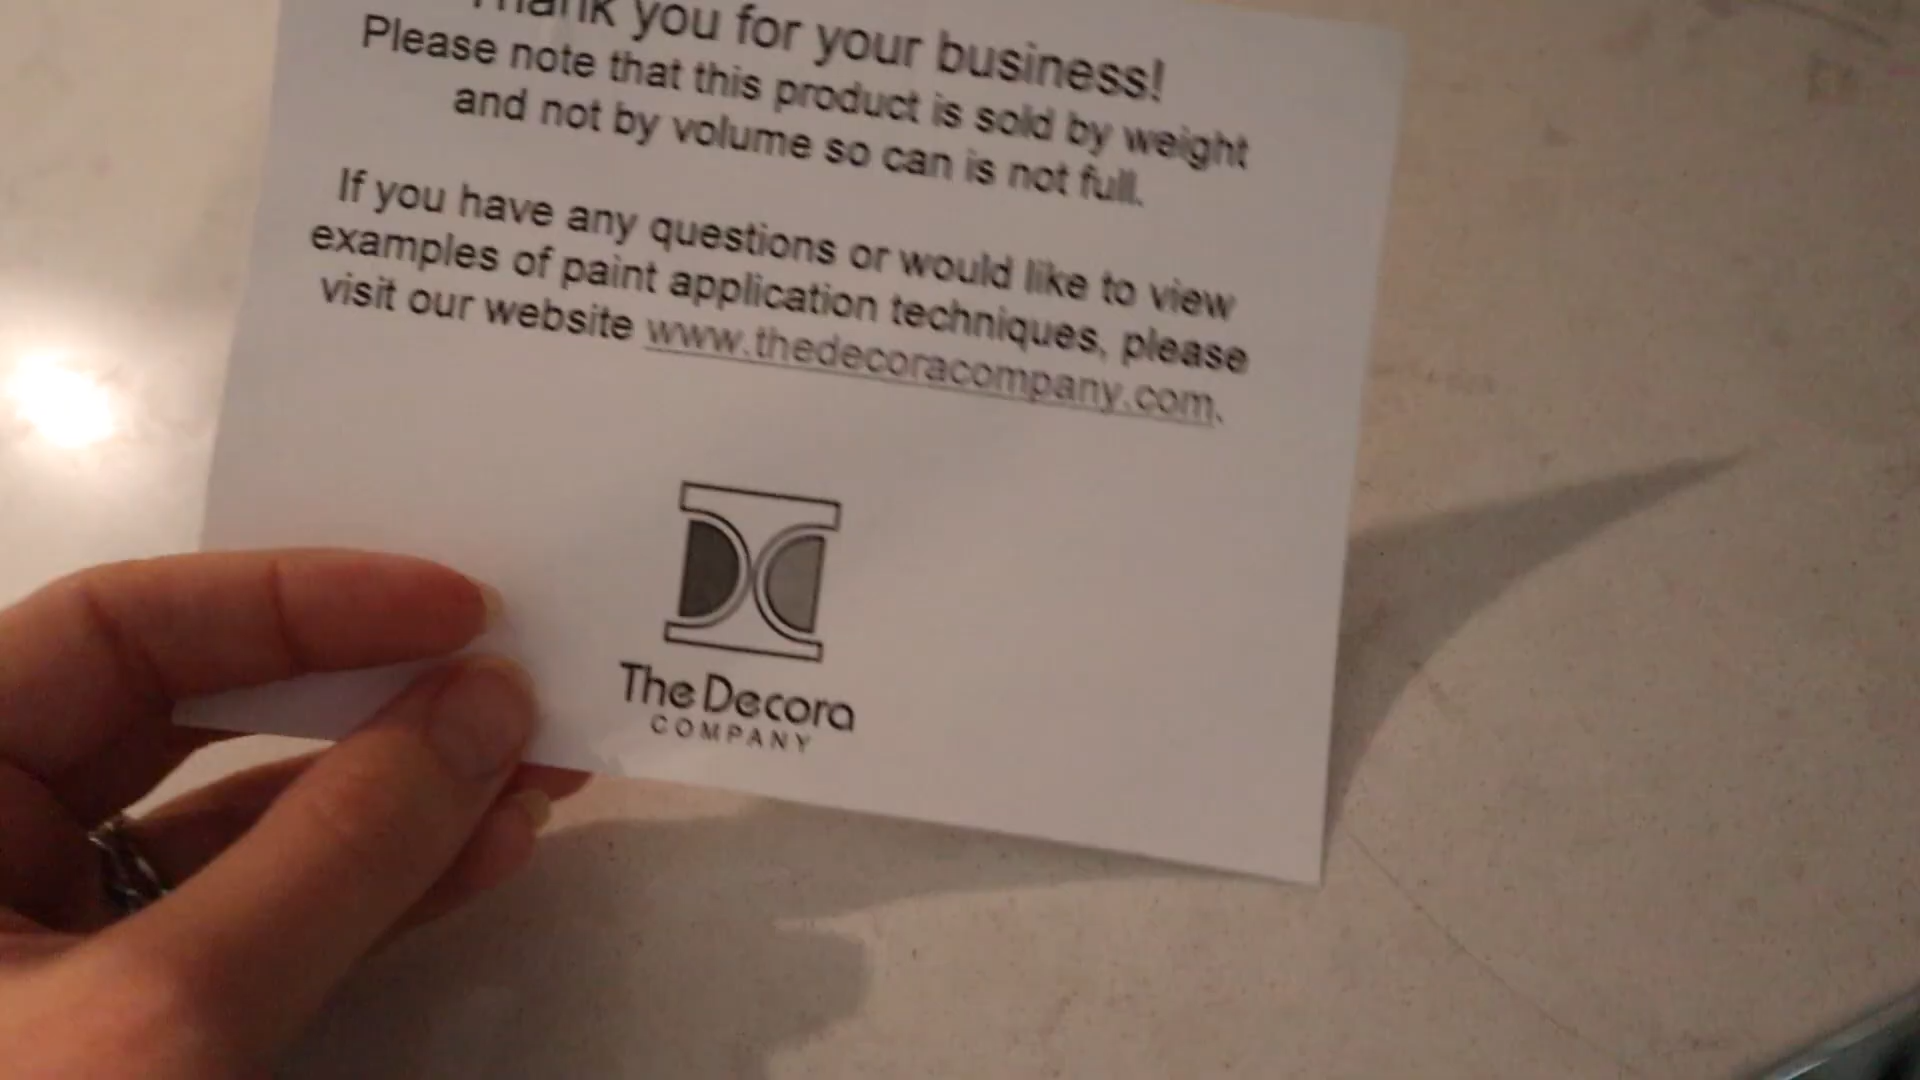 Thank you for your business!
Please note that this product is sold by weight
and not by volume so can is not full.
If you have any questions or would like to view
examples of paint application techniques, please
visit our website www.thedecoracompany.com.
The Decora
COMPANY